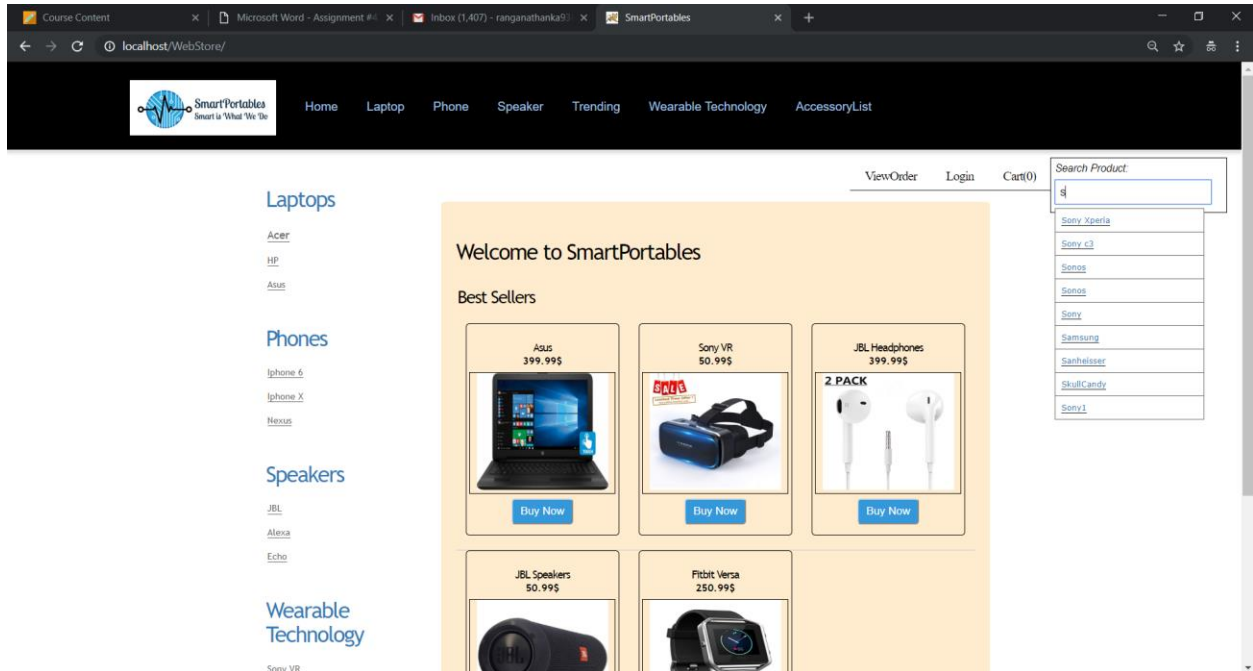 Course Content
Microsoft Word - Assignment #4
Inbox (1,407) - ranganathanka93
SmartPortables
localhost/WebStore/
SmartPortables
Smart is What We Do
Home Laptop Phone Speaker Trending Wearable Technology AccessoryList
ViewOrder Login Cart(0)
Search Product:
s
Sony Xperia
Sony c3
Sonos
Sonos
Sony
Samsung
Sanheisser
SkullCandy
Sony1
Laptops
Acer
HP
Asus
Phones
Iphone 6
Iphone X
Nexus
Speakers
JBL
Alexa
Echo
Wearable
Technology
Sony VR
Welcome to SmartPortables
Best Sellers
Asus
399.99$
Buy Now
Sony VR
50.99$
SALE
Buy Now
JBL Headphones
399.99$
2 PACK
Buy Now
JBL Speakers
50.99$
JBL
Fitbit Versa
250.99$